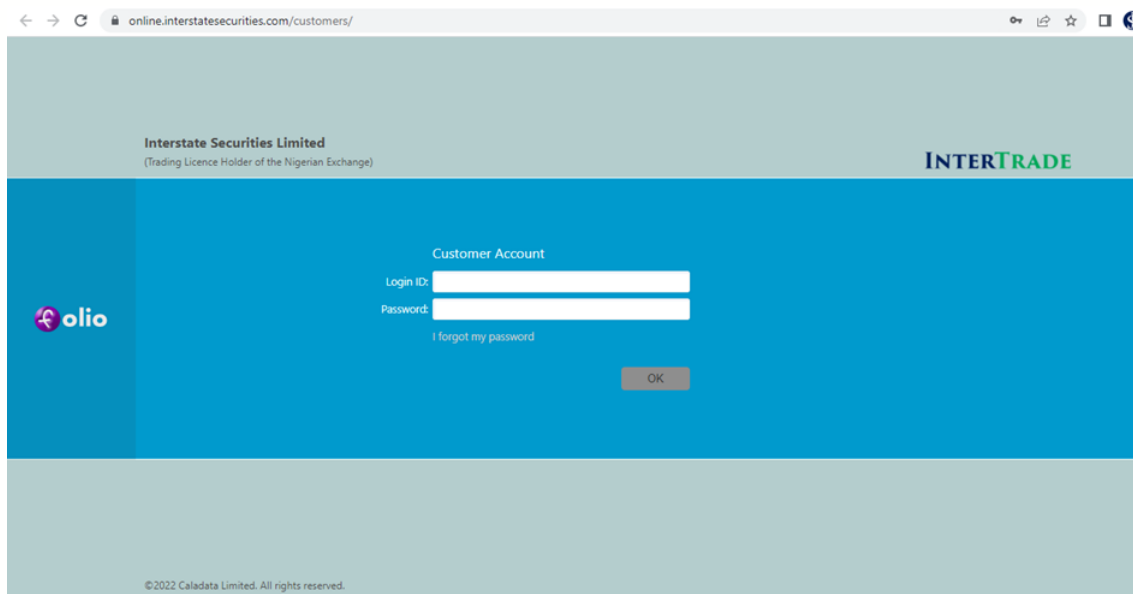 online.interstatesecurities.com/customers/
Interstate Securities Limited
(Trading Licence Holder of the Nigerian Exchange)
INTERTRADE
Customer Account
Login ID:
Password:
folio
I forgot my password
OK
©2022 Caladata Limited. All rights reserved.